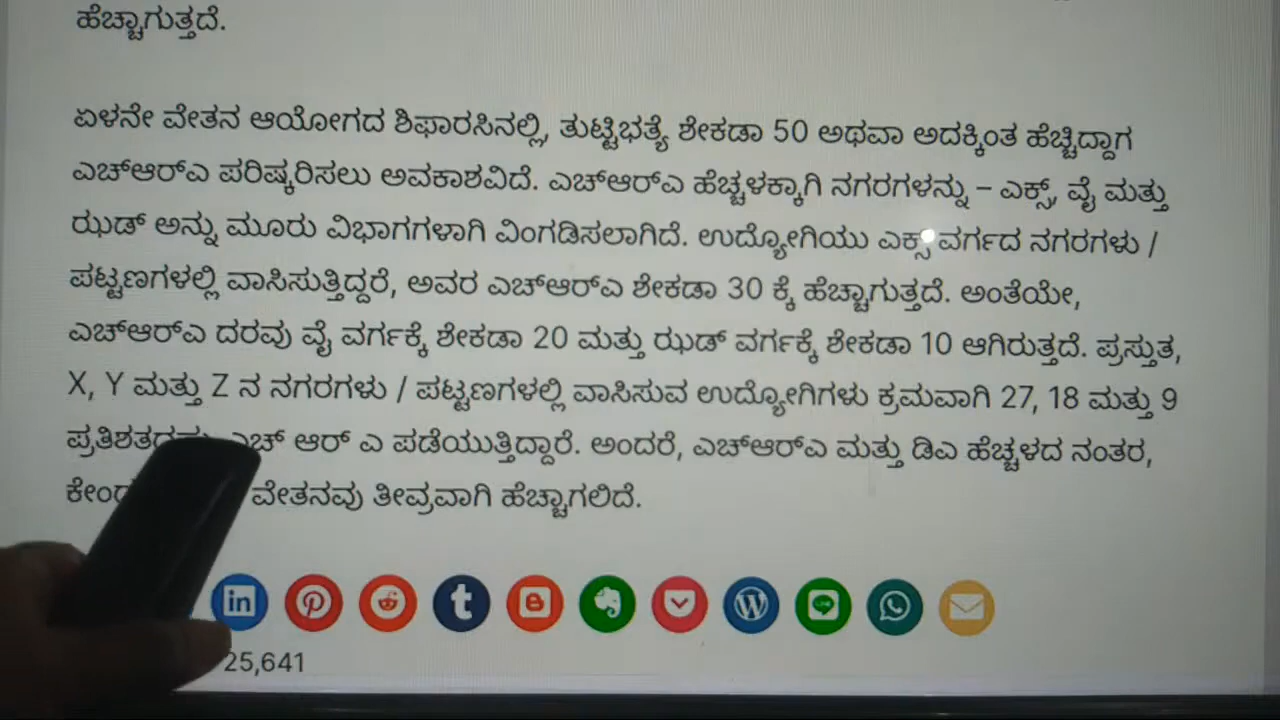 ಹೆಚ್ಚಾಗುತ್ತದೆ.
ಏಳನೇ ವೇತನ ಆಯೋಗದ ಶಿಫಾರಸಿನಲ್ಲಿ, ತುಟ್ಟಿಭತ್ಯೆ ಶೇಕಡಾ 50 ಅಥವಾ ಅದಕ್ಕಿಂತ ಹೆಚ್ಚಿದ್ದಾಗ
ಎಚ್‌ಆರ್‌ಎ ಪರಿಷ್ಕರಿಸಲು ಅವಕಾಶವಿದೆ. ಎಚ್‌ಆರ್‌ಎ ಹೆಚ್ಚಳಕ್ಕಾಗಿ ನಗರಗಳನ್ನು – ಎಕ್ಸ್, ವೈ ಮತ್ತು
ಝಡ್ ಅನ್ನು ಮೂರು ವಿಭಾಗಗಳಾಗಿ ವಿಂಗಡಿಸಲಾಗಿದೆ. ಉದ್ಯೋಗಿಯು ಎಕ್ಸ್ ವರ್ಗದ ನಗರಗಳು /
ಪಟ್ಟಣಗಳಲ್ಲಿ ವಾಸಿಸುತ್ತಿದ್ದರೆ, ಅವರ ಎಚ್‌ಆರ್‌ಎ ಶೇಕಡಾ 30 ಕ್ಕೆ ಹೆಚ್ಚಾಗುತ್ತದೆ. ಅಂತೆಯೇ,
ಎಚ್‌ಆರ್‌ಎ ದರವು ವೈ ವರ್ಗಕ್ಕೆ ಶೇಕಡಾ 20 ಮತ್ತು ಝಡ್ ವರ್ಗಕ್ಕೆ ಶೇಕಡಾ 10 ಆಗಿರುತ್ತದೆ. ಪ್ರಸ್ತುತ,
X, Y ಮತ್ತು Z ನ ನಗರಗಳು / ಪಟ್ಟಣಗಳಲ್ಲಿ ವಾಸಿಸುವ ಉದ್ಯೋಗಿಗಳು ಕ್ರಮವಾಗಿ 27, 18 ಮತ್ತು 9
ಎಚ್ ಆರ್ ಎ ಪಡೆಯುತ್ತಿದ್ದಾರೆ. ಅಂದರೆ, ಎಚ್‌ಆರ್‌ಎ ಮತ್ತು ಡಿಎ ಹೆಚ್ಚಳದ ನಂತರ,
ವೇತನವು ತೀವ್ರವಾಗಿ ಹೆಚ್ಚಾಗಲಿದೆ.
25,641